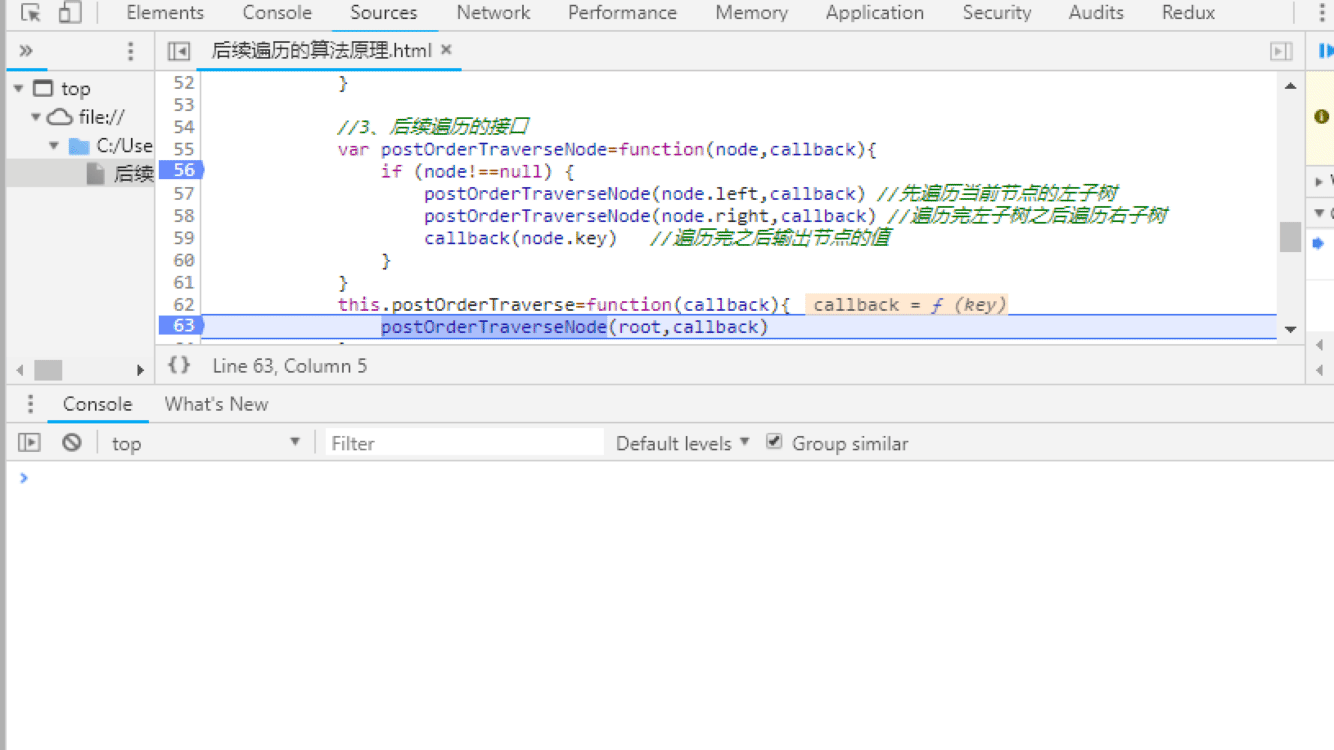 Elements Console Sources Network Performance Memory Application Security Audits Redux
» 后续遍历的算法原理.html ×
top
file://
C:/Use
后续
52 }
53
54 //3、后续遍历的接口
55 var postOrderTraverseNode=function(node,callback){
56 if (node!==null) {
57 postOrderTraverseNode(node.left,callback) //先遍历当前节点的左子树
58 postOrderTraverseNode(node.right,callback) //遍历完左子树之后遍历右子树
59 callback(node.key) //遍历完之后输出节点的值
60 }
61 }
62 this.postOrderTraverse=function(callback){ callback = ƒ (key)
63 postOrderTraverseNode(root,callback)
{} Line 63, Column 5
Console What's New
top Filter Default levels Group similar